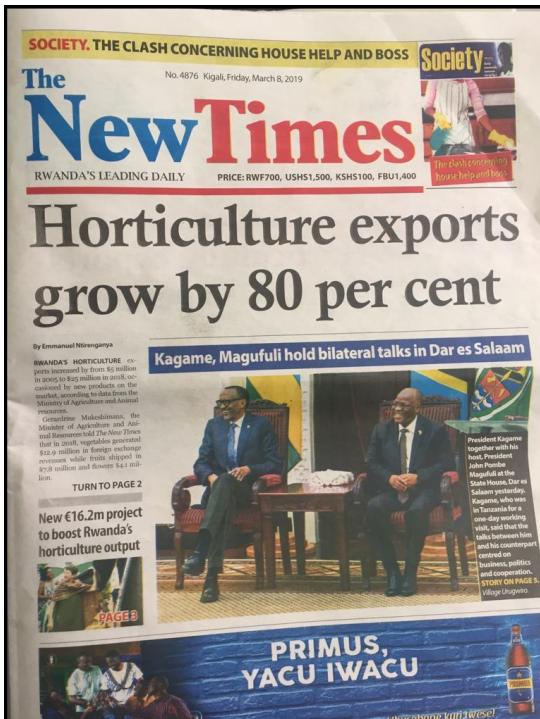 SOCIETY. THE CLASH CONCERNING HOUSE HELP AND BOSS
Society
The clash concerning
house help and boss
No. 4876 Kigali, Friday, March 8, 2019
The
New Times
RWANDA'S LEADING DAILY
PRICE: RWF700, USHS1,500, KSHS100, FBU1,400
Horticulture exports
grow by 80 per cent
By Emmanuel Ntirenganya
RWANDA'S HORTICULTURE ex-
ports increased by from $5 million
in 2005 to $25 million in 2018, oc-
casioned by new products on the
market, according to data from the
Ministry of Agriculture and Animal
resources.
Gerardine Mukeshimana, the
Minister of Agriculture and Ani-
mal Resources told The New Times
that in 2018, vegetables generated
$12.9 million in foreign exchange
revenues while fruits shipped in
$7.8 million and flowers $4.1 mil-
lion.
TURN TO PAGE 2
New €16.2m project
to boost Rwanda's
horticulture output
PAGE 3
Kagame, Magufuli hold bilateral talks in Dar es Salaam
President Kagame
together with his
host, President
John Pombe
Magufuli at the
State House, Dar es
Salaam yesterday.
Kagame, who was
in Tanzania for a
one-day working
visit, said that the
talks between him
and his counterpart
centred on
business, politics
and cooperation.
STORY ON PAGE 5.
Village Urugwiro.
PRIMUS,
YACU IWACU
PRIMUS
kuri twese!